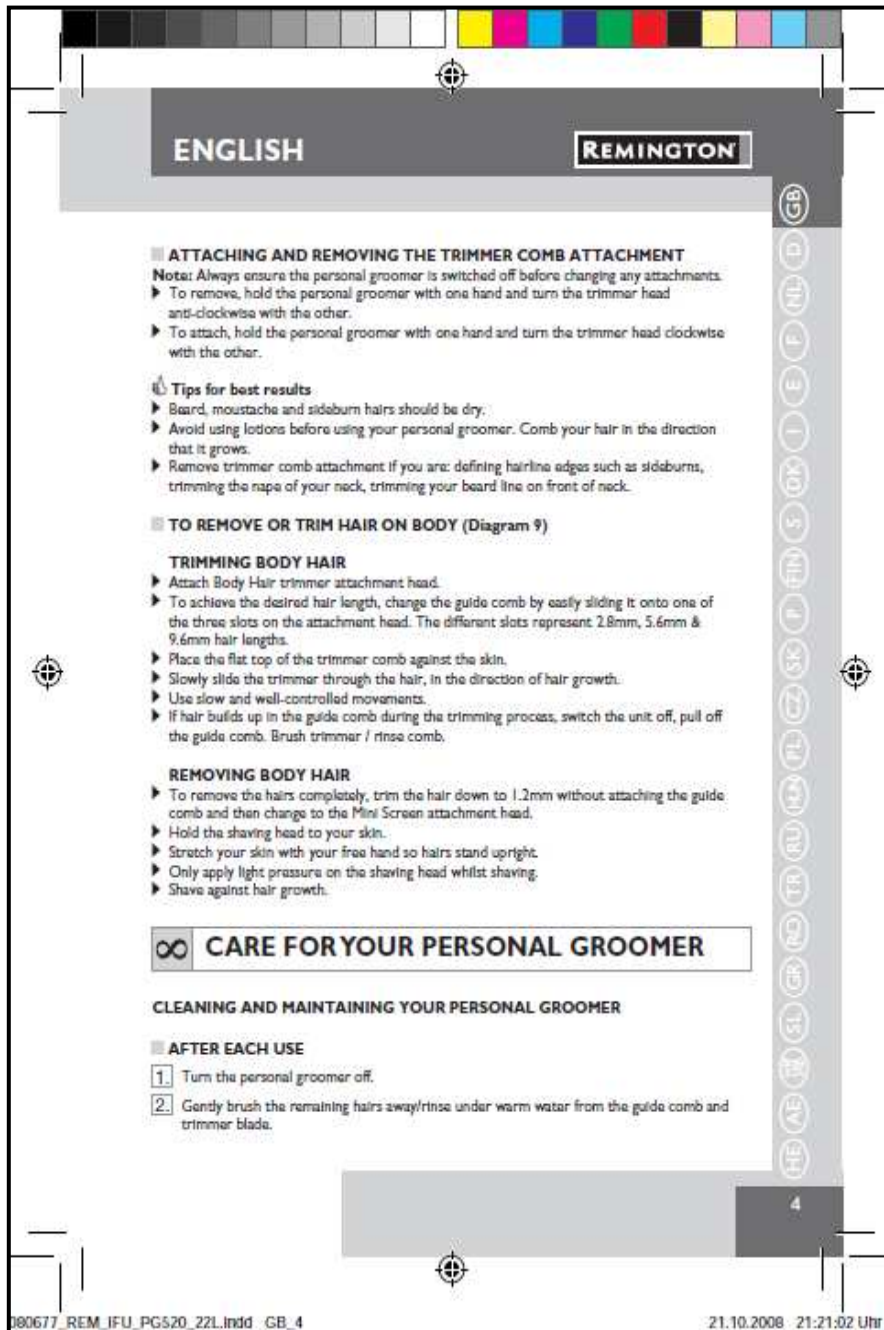 ENGLISH
REMINGTON
ATTACHING AND REMOVING THE TRIMMER COMB ATTACHMENT
Note: Always ensure the personal groomer is switched off before changing any attachments.
To remove, hold the personal groomer with one hand and turn the trimmer head
anti-clockwise with the other.
To attach, hold the personal groomer with one hand and turn the trimmer head clockwise
with the other.
Tips for best results
Beard, moustache and sideburn hairs should be dry.
Avoid using lotions before using your personal groomer. Comb your hair in the direction
that it grows.
Remove trimmer comb attachment if you are: defining hairline edges such as sideburns,
trimming the nape of your neck, trimming your beard line on front of neck.
TO REMOVE OR TRIM HAIR ON BODY (Diagram 9)
TRIMMING BODY HAIR
Attach Body Hair trimmer attachment head.
To achieve the desired hair length, change the guide comb by easily sliding it onto one of
the three slots on the attachment head. The different slots represent 2.8mm, 5.6mm &
9.6mm hair lengths.
Place the flat top of the trimmer comb against the skin.
Slowly slide the trimmer through the hair, in the direction of hair growth.
Use slow and well-controlled movements.
If hair builds up in the guide comb during the trimming process, switch the unit off, pull off
the guide comb. Brush trimmer / rinse comb.
REMOVING BODY HAIR
To remove the hairs completely, trim the hair down to 1.2mm without attaching the guide
comb and then change to the Mini Screen attachment head.
Hold the shaving head to your skin.
Stretch your skin with your free hand so hairs stand upright.
Only apply light pressure on the shaving head whilst shaving.
Shave against hair growth.
CARE FOR YOUR PERSONAL GROOMER
CLEANING AND MAINTAINING YOUR PERSONAL GROOMER
AFTER EACH USE
1. Turn the personal groomer off.
2. Gently brush the remaining hairs away/rinse under warm water from the guide comb and
trimmer blade.
GB
D
NL
F
E
I
DK
S
FIN
P
SK
CZ
PL
HUN
RU
TR
RO
GR
SL
AE
HE
4
080677_REM_IFU_PG520_22L.indd GB_4
21.10.2008 21:21:02 Uhr